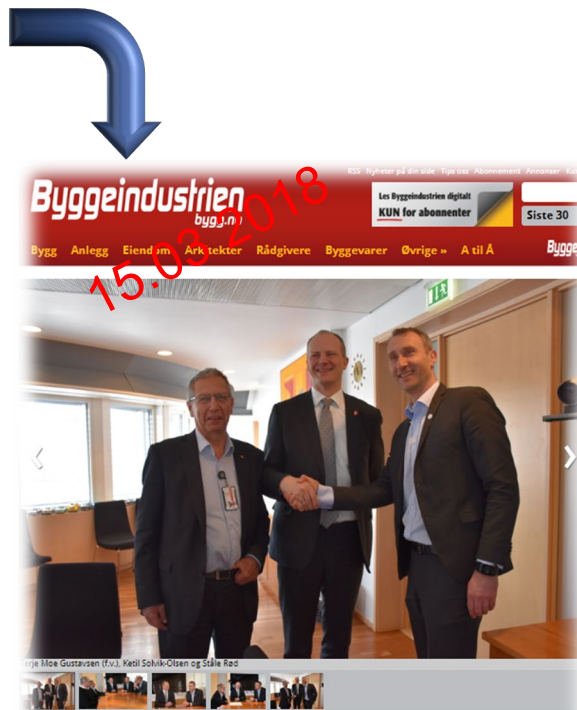 RSS Nyheter på din side Tips oss Abonnement Annonser
Byggeindustrien
bygg.no
Les Byggeindustrien digitalt
KUN for abonnenter
Siste 30
Bygg Anlegg Eiendom Arkitekter Rådgivere Byggevarer Øvrige » A til Å
Bygge
15.03.2018
erje Moe Gustavsen (f.v.), Ketil Solvik-Olsen og Ståle Rød